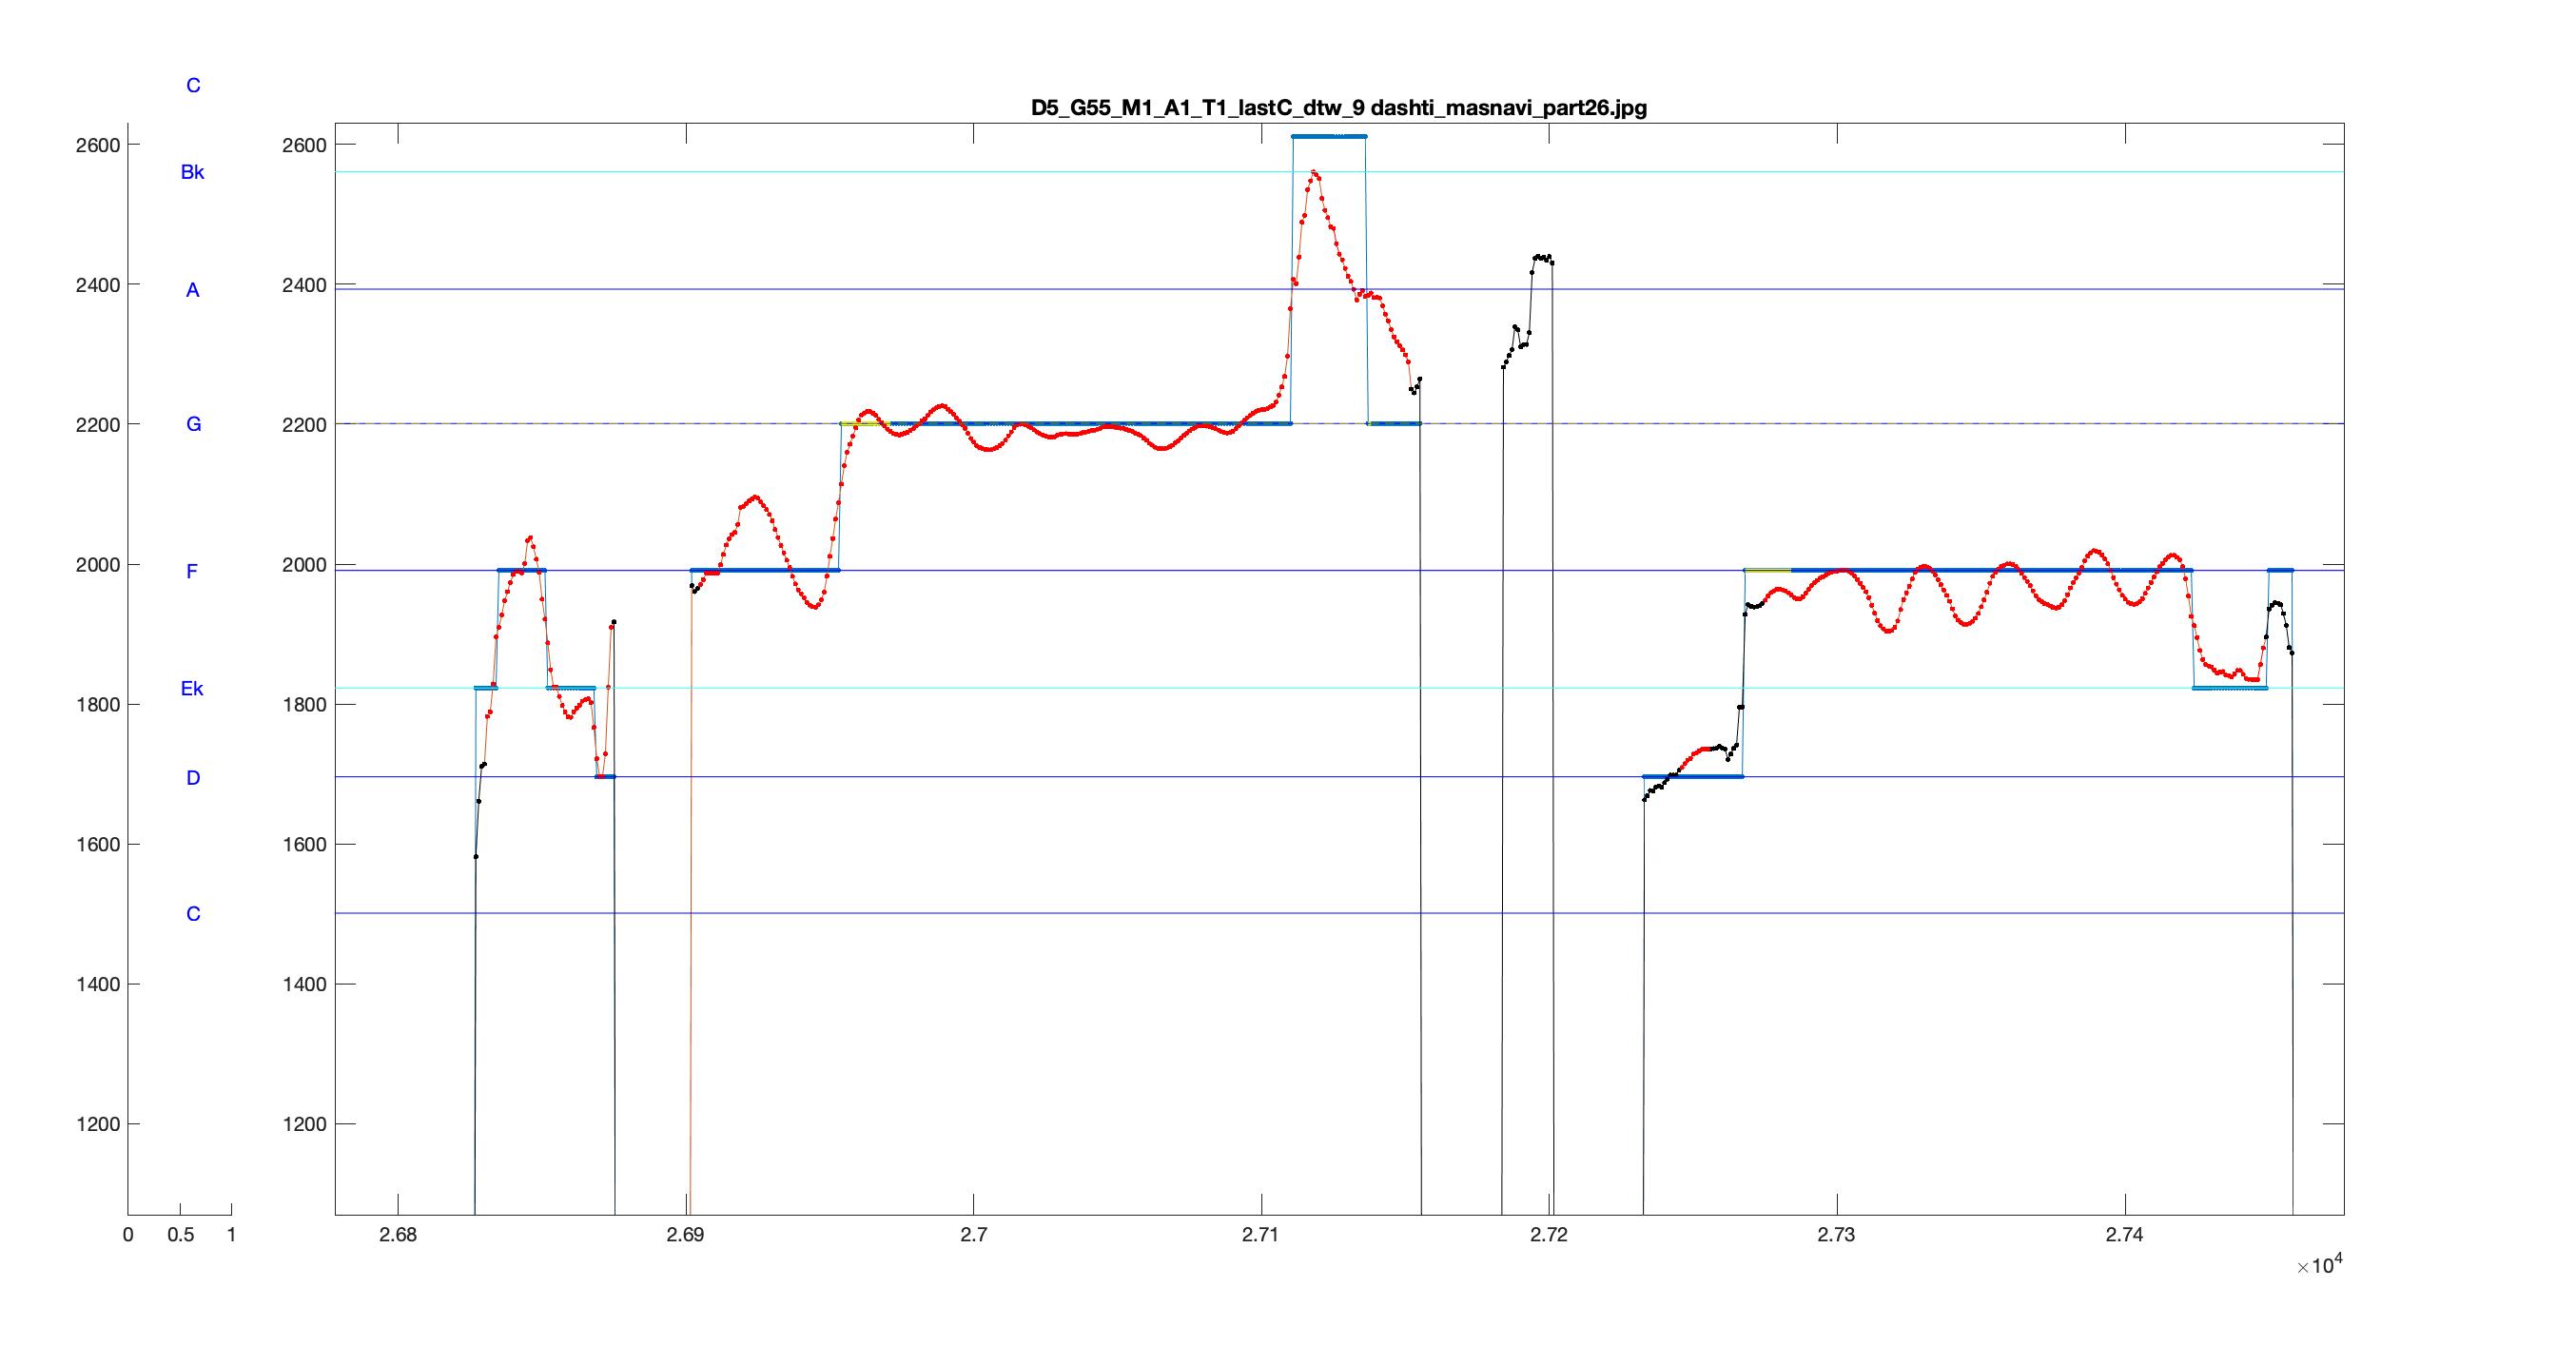 D5_G55_M1_A1_T1_lastC_dtw_9 dashti_masnavi_part26.jpg
C
Bk
A
G
F
Ek
D
C
2600
2400
2200
2000
1800
1600
1400
1200
0 0.5 1
2600
2400
2200
2000
1800
1600
1400
1200
2.68 2.69 2.7 2.71 2.72 2.73 2.74
×10⁴